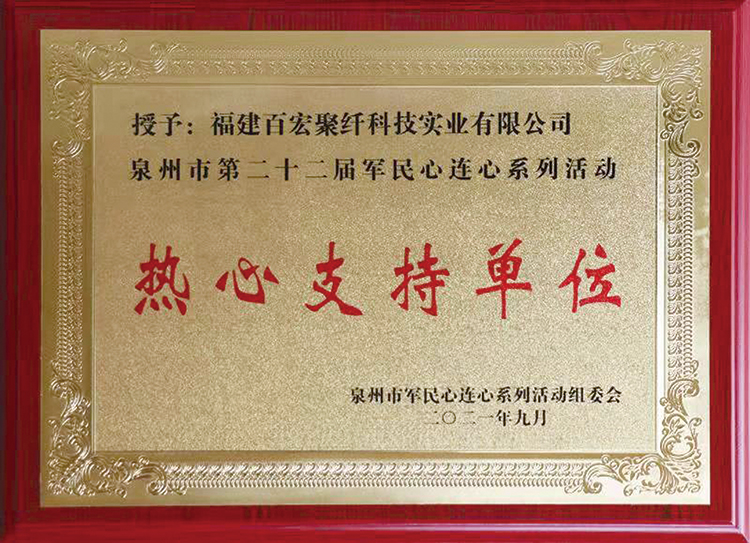 授予：福建百宏聚纤科技实业有限公司
泉州市第二十二届军民心连心系列活动
热心支持单位
泉州市军民心连心系列活动组委会
二〇二一年九月